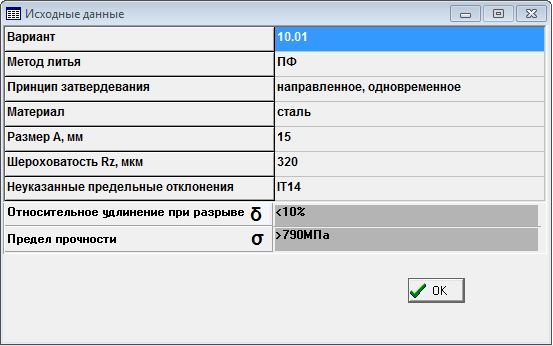 Исходные данные
Вариант 10.01
Метод литья ПФ
Принцип затвердевания направленное, одновременное
Материал сталь
Размер А, мм 15
Шероховатость Rz, мкм 320
Неуказанные предельные отклонения IT14
Относительное удлинение при разрыве δ <10%
Предел прочности σ >790МПа
OK